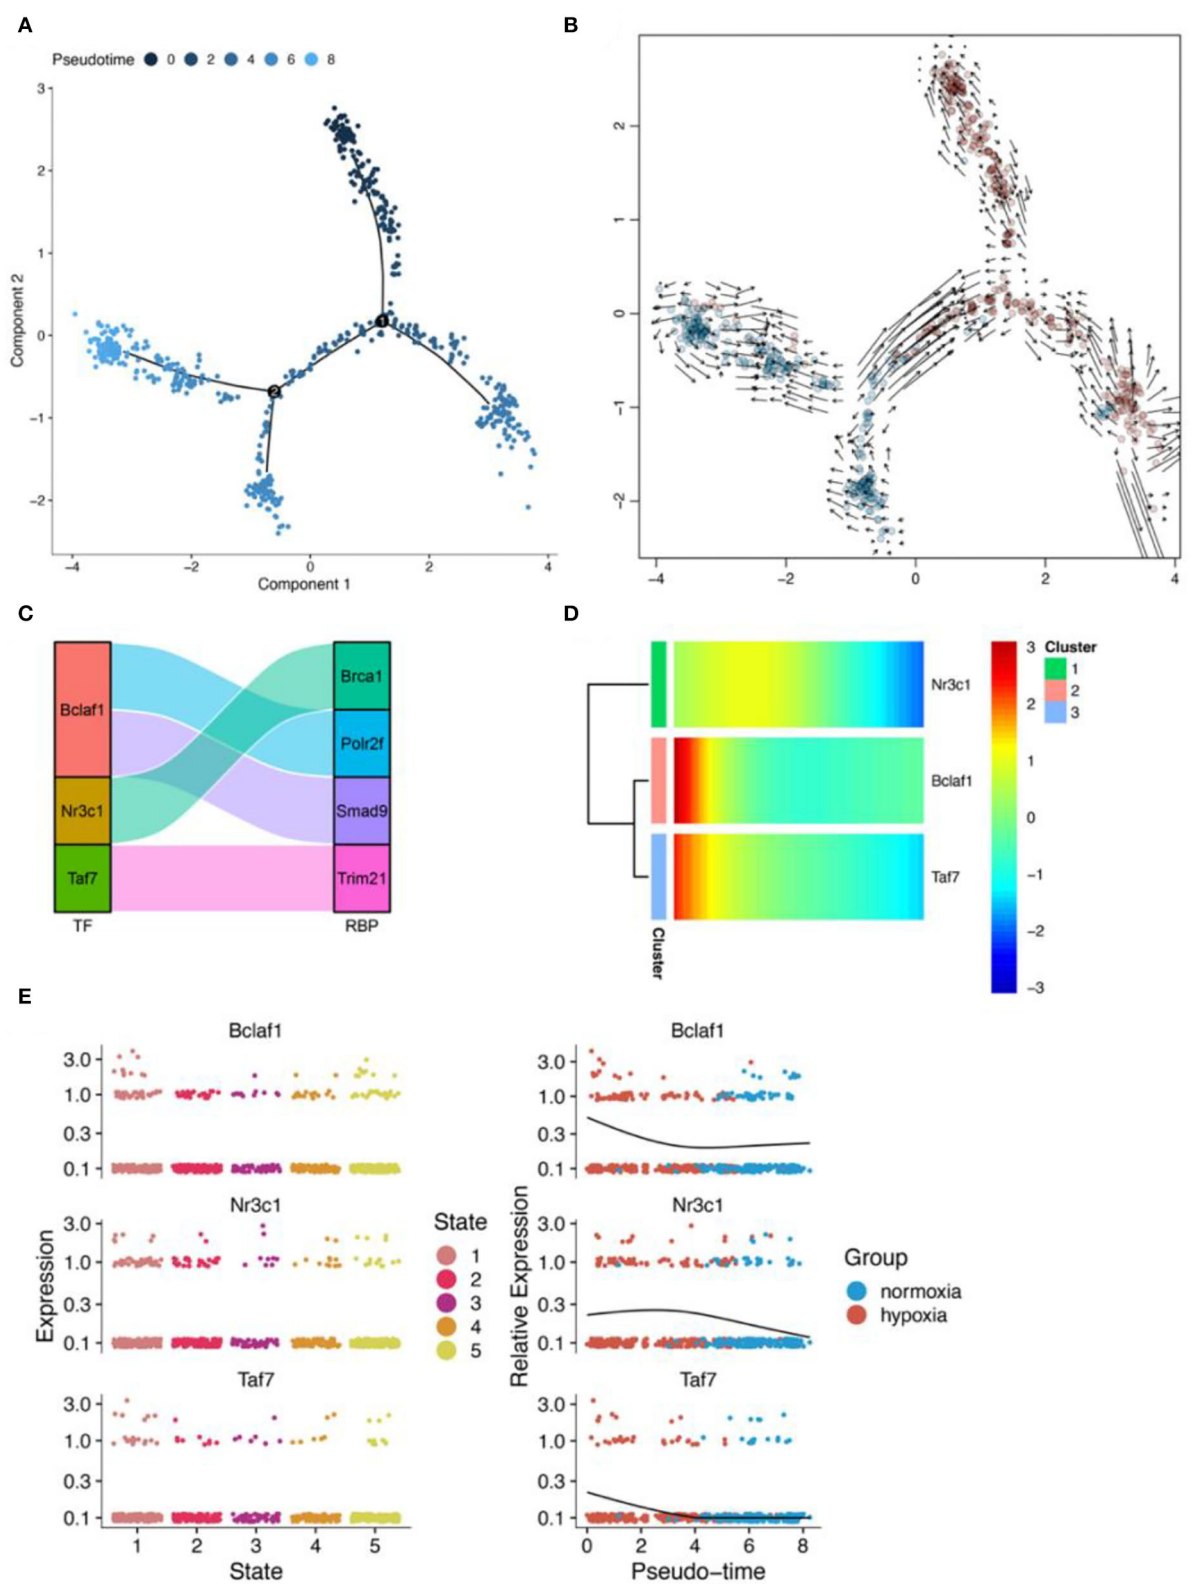 A
Pseudotime 0 2 4 6 8
3
2
1
0
−1
−2
Component 2
1
2
−4 −2 0 2 4
Component 1
B
2
1
0
−1
−2
−4 −2 0 2 4
C
Bclaf1
Nr3c1
Taf7
Brca1
Polr2f
Smad9
Trim21
TF RBP
D
Nr3c1
Bclaf1
Taf7
Cluster
3
2
1
0
−1
−2
−3
Cluster
1
2
3
E
Expression
Bclaf1
3.0
1.0
0.3
0.1
Nr3c1
3.0
1.0
0.3
0.1
Taf7
3.0
1.0
0.3
0.1
1 2 3 4 5
State
State
1
2
3
4
5
Relative Expression
Bclaf1
3.0
1.0
0.3
0.1
Nr3c1
3.0
1.0
0.3
0.1
Taf7
3.0
1.0
0.3
0.1
0 2 4 6 8
Pseudo−time
Group
normoxia
hypoxia